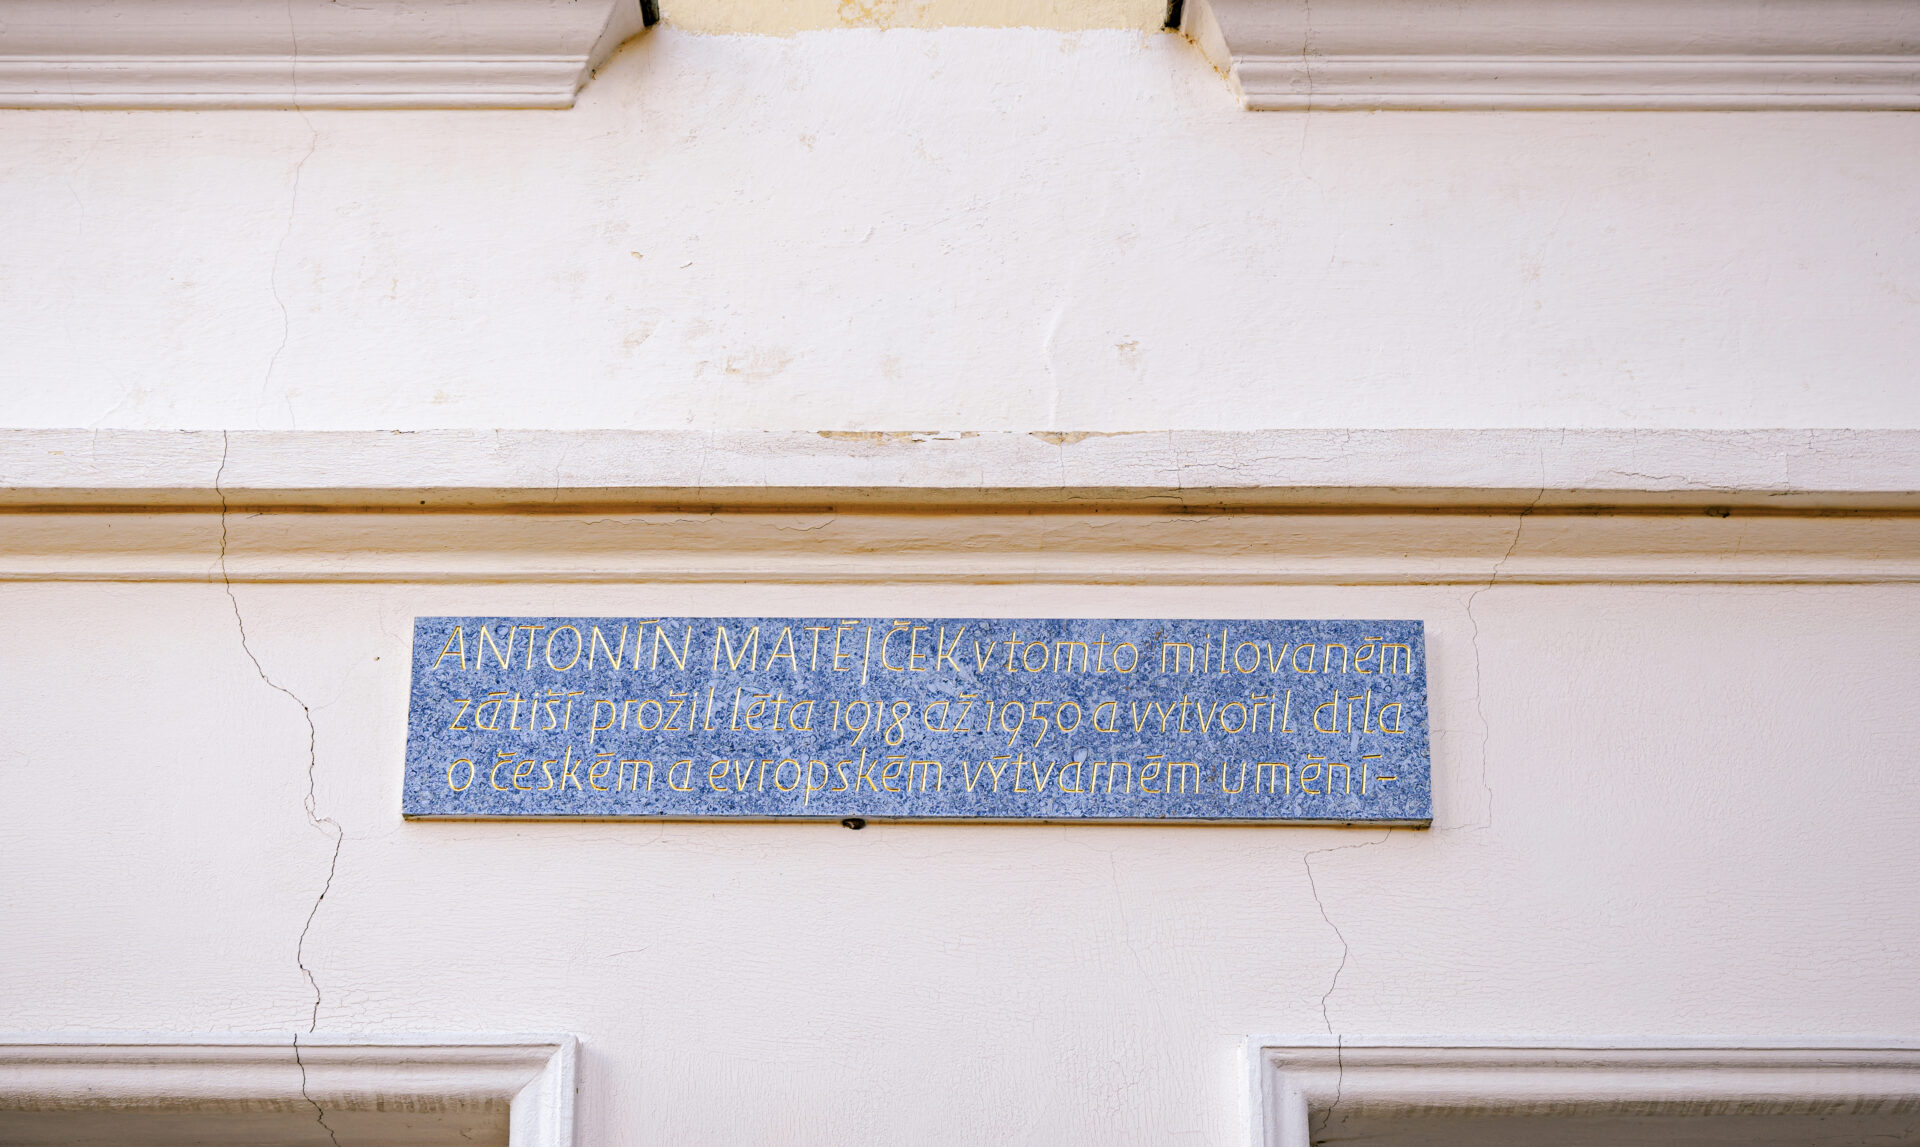 ANTONÍN MATĚJČEK v tomto milovaném
zátiší prožil léta 1918 až 1950 a vytvořil díla
o českém a evropském výtvarném umění-